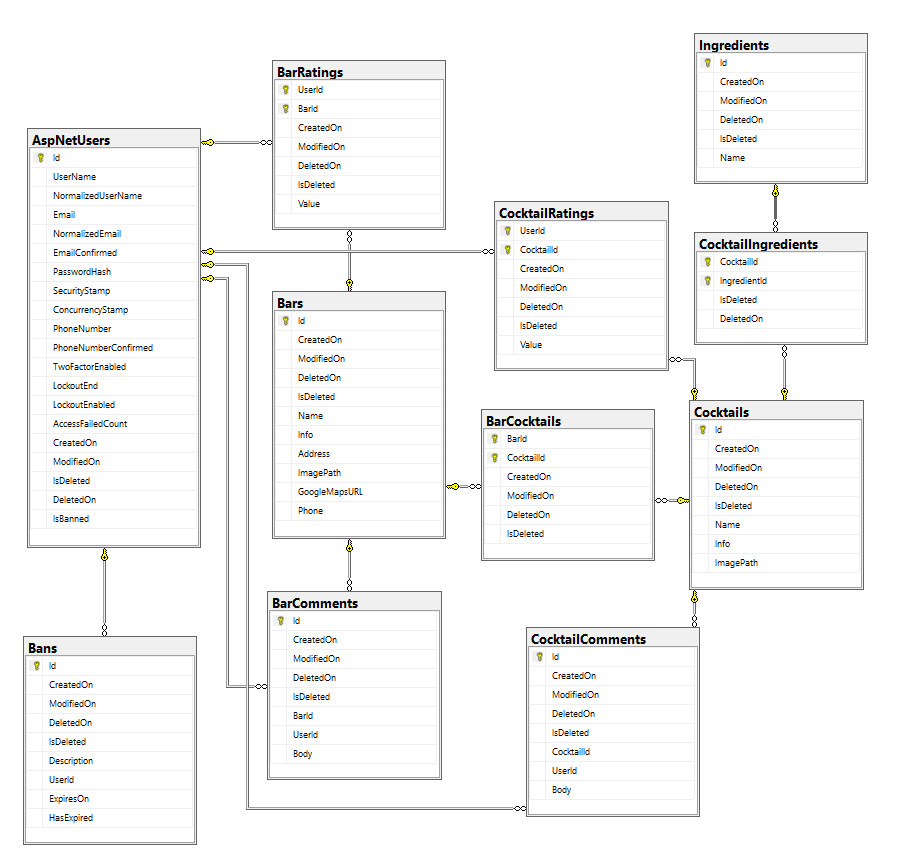 AspNetUsers
Id
UserName
NormalizedUserName
Email
NormalizedEmail
EmailConfirmed
PasswordHash
SecurityStamp
ConcurrencyStamp
PhoneNumber
PhoneNumberConfirmed
TwoFactorEnabled
LockoutEnd
LockoutEnabled
AccessFailedCount
CreatedOn
ModifiedOn
IsDeleted
DeletedOn
IsBanned
Bans
Id
CreatedOn
ModifiedOn
DeletedOn
IsDeleted
Description
UserId
ExpiresOn
HasExpired
BarRatings
UserId
BarId
CreatedOn
ModifiedOn
DeletedOn
IsDeleted
Value
Bars
Id
CreatedOn
ModifiedOn
DeletedOn
IsDeleted
Name
Info
Address
ImagePath
GoogleMapsURL
Phone
BarComments
Id
CreatedOn
ModifiedOn
DeletedOn
IsDeleted
BarId
UserId
Body
CocktailRatings
UserId
CocktailId
CreatedOn
ModifiedOn
DeletedOn
IsDeleted
Value
BarCocktails
BarId
CocktailId
CreatedOn
ModifiedOn
DeletedOn
IsDeleted
CocktailComments
Id
CreatedOn
ModifiedOn
DeletedOn
IsDeleted
CocktailId
UserId
Body
Ingredients
Id
CreatedOn
ModifiedOn
DeletedOn
IsDeleted
Name
CocktailIngredients
CocktailId
IngredientId
IsDeleted
DeletedOn
Cocktails
Id
CreatedOn
ModifiedOn
DeletedOn
IsDeleted
Name
Info
ImagePath